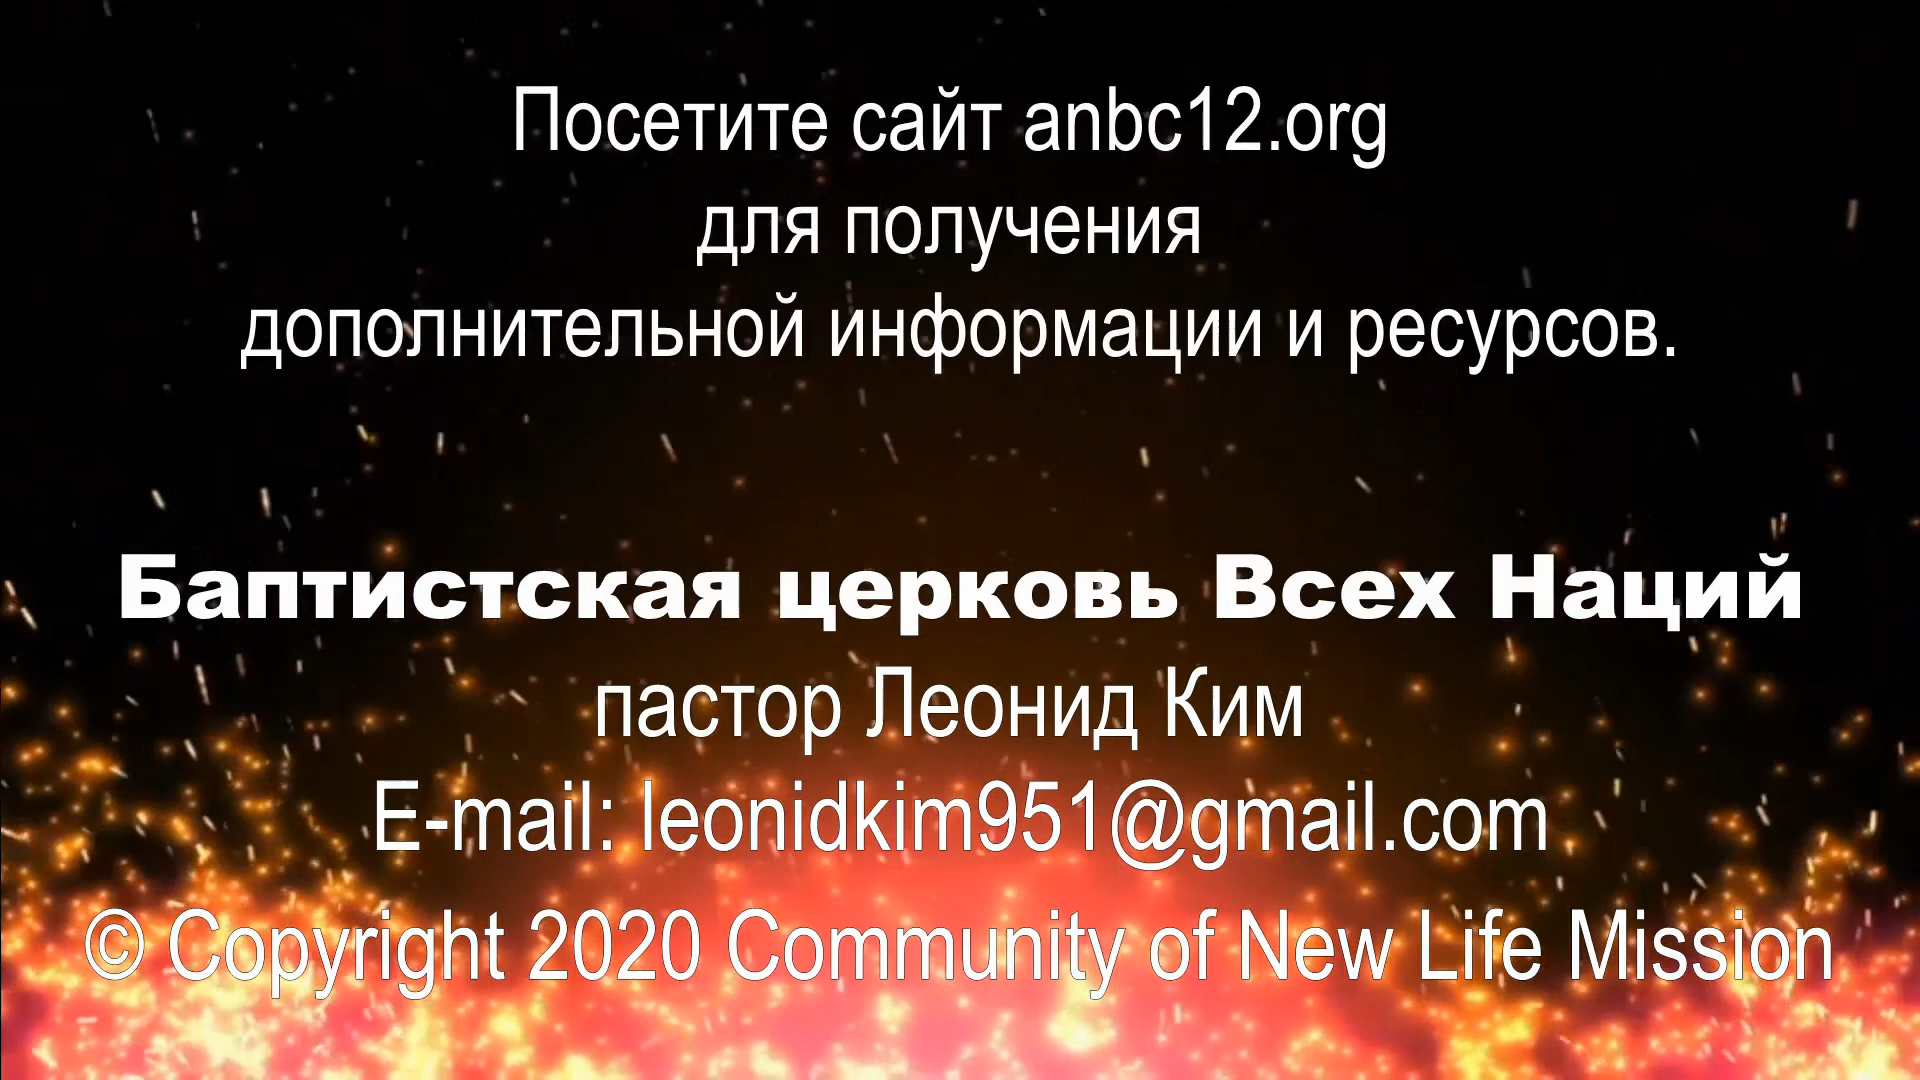 Посетите сайт anbc12.org
для получения
дополнительной информации и ресурсов.
Баптистская церковь Всех Наций
пастор Леонид Ким
E-mail: leonidkim951@gmail.com
© Copyright 2020 Community of New Life Mission